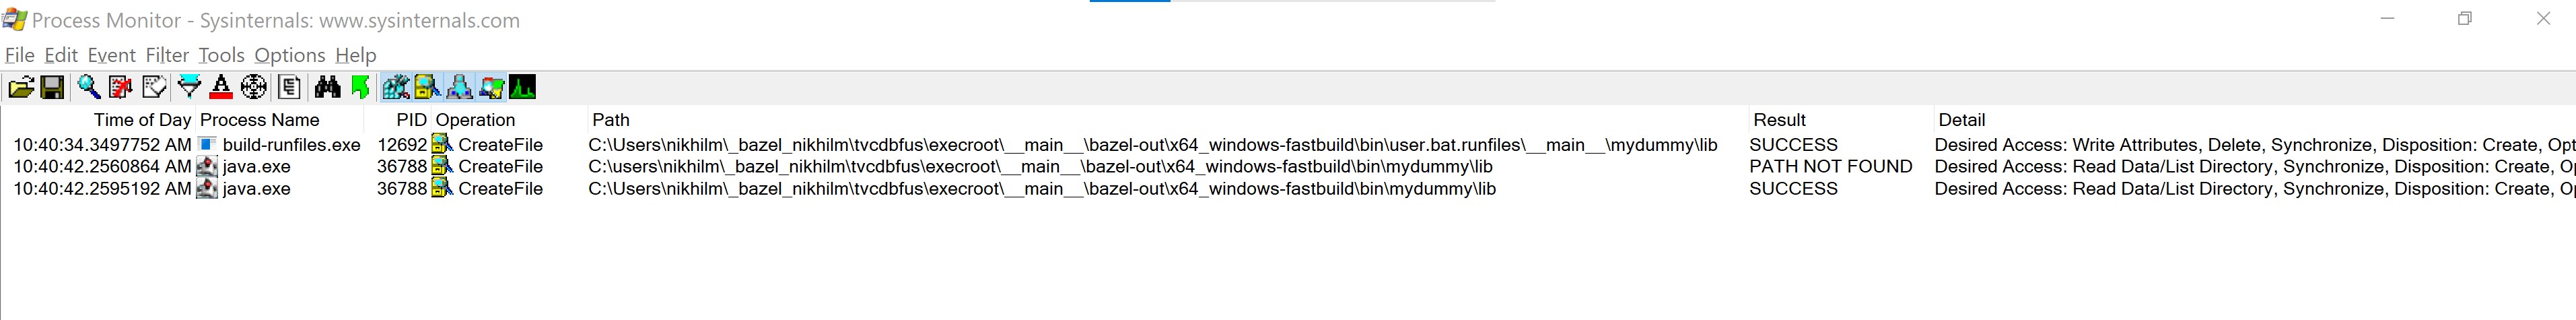 Process Monitor - Sysinternals: www.sysinternals.com
File Edit Event Filter Tools Options Help
Time of Day Process Name PID Operation Path Result Detail
10:40:34.3497752 AM build-runfiles.exe 12692 CreateFile C:\Users\nikhilm\_bazel_nikhilm\tvcdbfus\execroot\__main__\bazel-out\x64_windows-fastbuild\bin\user.bat.runfiles\__main__\mydummy\lib SUCCESS Desired Access: Write Attributes, Delete, Synchronize, Disposition: Create, Opt
10:40:42.2560864 AM java.exe 36788 CreateFile C:\users\nikhilm\_bazel_nikhilm\tvcdbfus\execroot\__main__\bazel-out\x64_windows-fastbuild\bin\mydummy\lib PATH NOT FOUND Desired Access: Read Data/List Directory, Synchronize, Disposition: Create, O
10:40:42.2595192 AM java.exe 36788 CreateFile C:\Users\nikhilm\_bazel_nikhilm\tvcdbfus\execroot\__main__\bazel-out\x64_windows-fastbuild\bin\mydummy\lib SUCCESS Desired Access: Read Data/List Directory, Synchronize, Disposition: Create, O